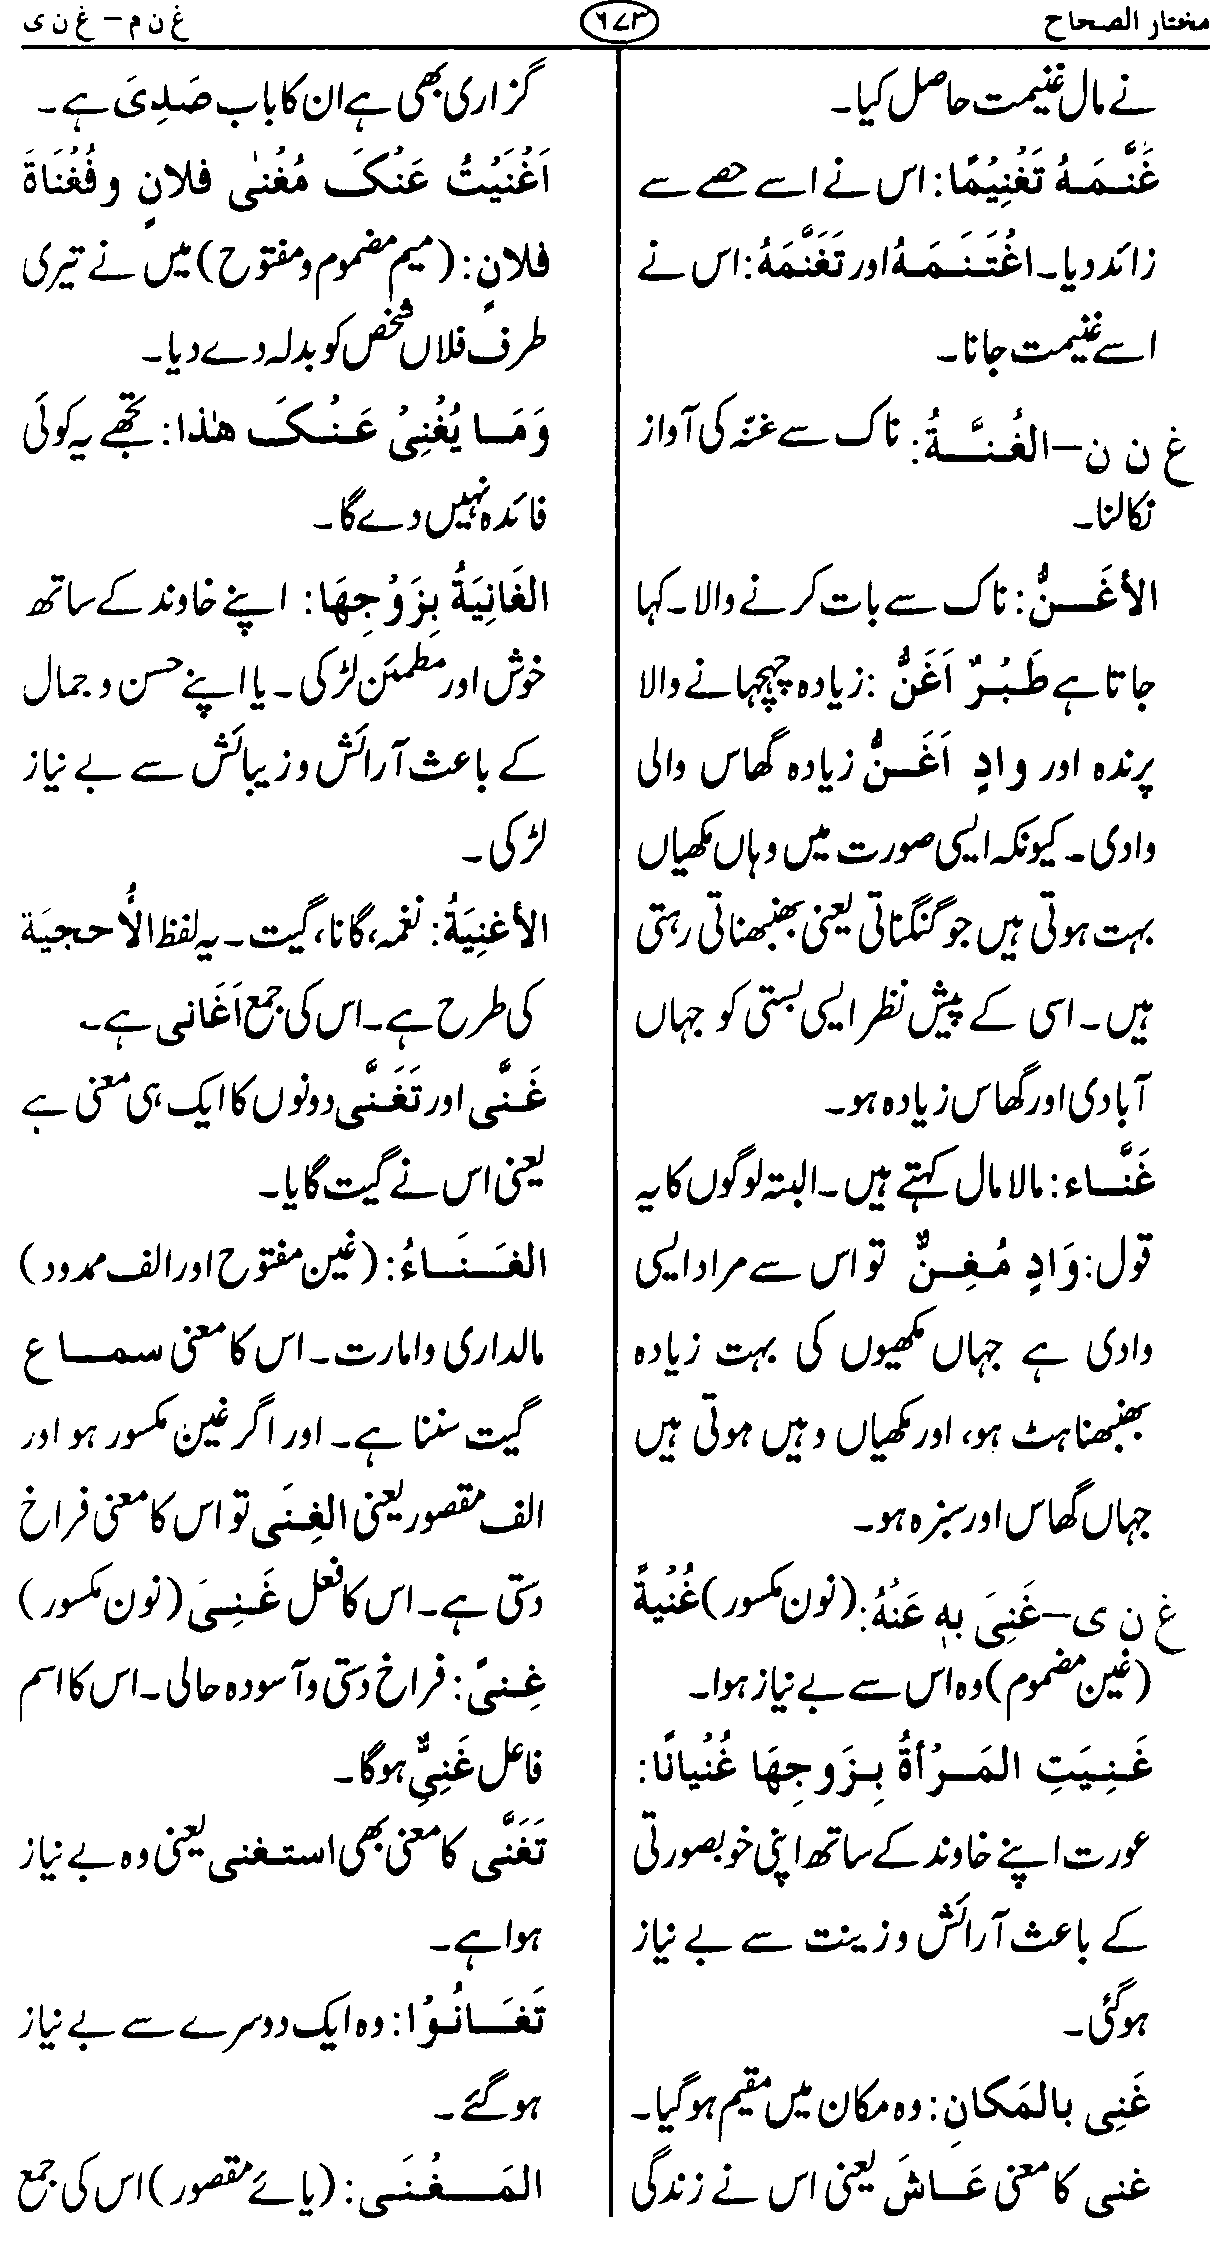 مختار الصحاح
٦٧٣
غ ن م – غ ن ی
نے مال غنیمت حاصل کیا۔
غَنَّمَهُ تَغْنِيْمًا: اس نے اسے حصے سے
زائد دیا۔ اغْتَنَمَهُ اور تَغَنَّمَهُ: اس نے
اسے غنیمت جانا۔
غ ن ن – الغُنَّةُ: ناک سے غنّہ کی آواز
نکالنا۔
الأغَنُّ: ناک سے بات کرنے والا۔ کہا
جاتا ہے طَيْرٌ اَغَنُّ: زیادہ چہچہانے والا
پرندہ اور وادٍ اَغَنُّ زیادہ گھاس والی
وادی۔ کیونکہ ایسی صورت میں وہاں مکھیاں
بہت ہوتی ہیں جو گنگناتی یعنی بھنبھناتی رہتی
ہیں۔ اسی کے پیش نظر ایسی بستی کو جہاں
آبادی اور گھاس زیادہ ہو۔
غَنَّاء: مالا مال کہتے ہیں۔ البتہ لوگوں کا یہ
قول: وَادٍ مُغِنٌّ تو اس سے مراد ایسی
وادی ہے جہاں مکھیوں کی بہت زیادہ
بھنبھناہٹ ہو، اور مکھیاں وہیں ہوتی ہیں
جہاں گھاس اور سبزہ ہو۔
غ ن ی – غَنِيَ بهٖ عَنْهُ: (نون مکسور) غُنْيةً
(غین مضموم) وہ اس سے بے نیاز ہوا۔
غَنِيَتِ المَرْأةُ بِزَوجِهَا غُنْيانًا:
عورت اپنے خاوند کے ساتھ اپنی خوبصورتی
کے باعث آرائش و زینت سے بے نیاز
ہوگئی۔
غَنِي بالمَكانِ: وہ مکان میں مقیم ہوگیا۔
غنی کا معنی عَاشَ یعنی اس نے زندگی
گزاری بھی ہے ان کا باب صَدِیَ ہے۔
اَغْنَيْتُ عَنْکَ مُغْنٰی فلانٍ و فُغْنَاةَ
فلانٍ: (میم مضموم و مفتوح) میں نے تیری
طرف فلاں شخص کو بدلہ دے دیا۔
وَمَا يُغْنِيْ عَنْکَ هٰذا: تجھے یہ کوئی
فائدہ نہیں دے گا۔
الغَانِيَةُ بِزَوْجِهَا: اپنے خاوند کے ساتھ
خوش اور مطمئن لڑکی۔ یا اپنے حسن و جمال
کے باعث آرائش و زیبائش سے بے نیاز
لڑکی۔
الأغنِيَةُ: نغمہ، گانا، گیت۔ یہ لفظ الأُحجية
کی طرح ہے۔ اس کی جمع اَغَانی ہے۔
غَنَّی اور تَغَنَّی دونوں کا ایک ہی معنی ہے
یعنی اس نے گیت گایا۔
الغَنَاءُ: (غین مفتوح اور الف ممدود)
مالداری و امارت۔ اس کا معنی سماع
گیت سننا ہے۔ اور اگر غین مکسور ہو اور
الف مقصور یعنی الغِنَی تو اس کا معنی فراخ
دستی ہے۔ اس کا فعل غَنِیَ (نون مکسور)
غِنیً: فراخ دستی و آسودہ حالی۔ اس کا اسم
فاعل غَنِیٌّ ہوگا۔
تَغَنَّی کا معنی بھی استغنی یعنی وہ بے نیاز
ہوا ہے۔
تَغَانُوْا: وہ ایک دوسرے سے بے نیاز
ہو گئے۔
المَغْنَی: (یائے مقصور) اس کی جمع